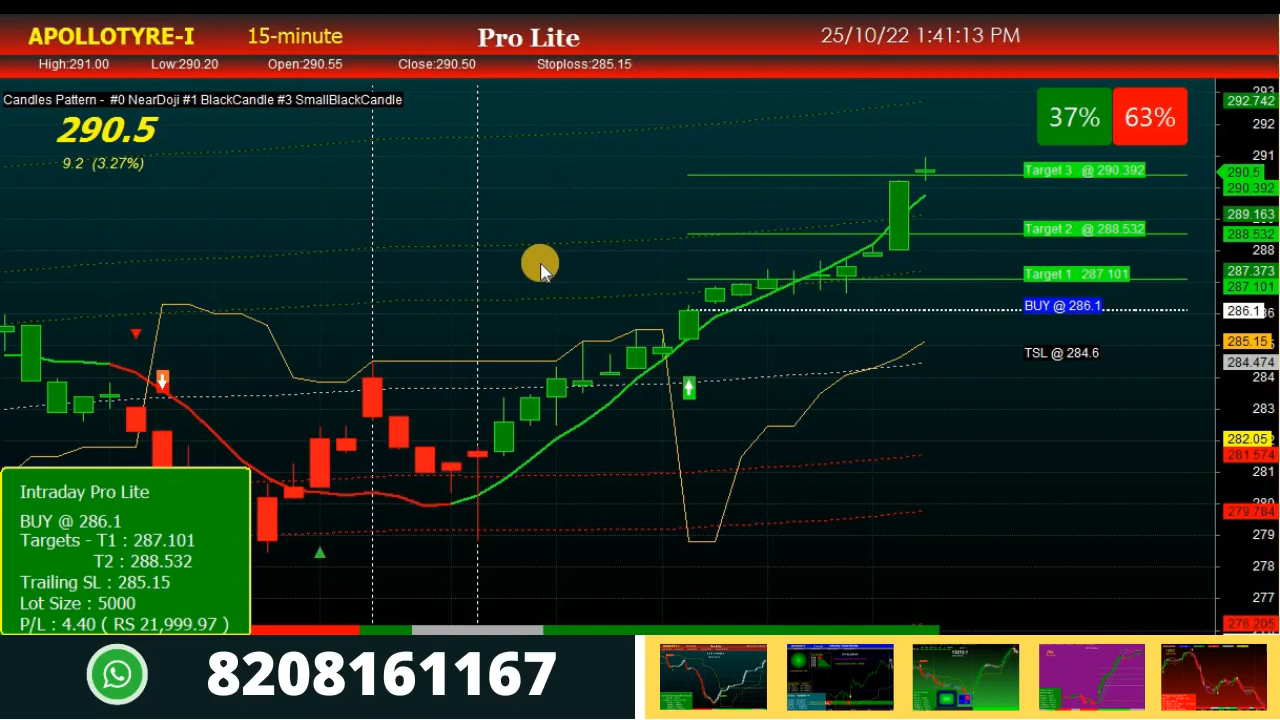 APOLLOTYRE-I 15-minute Pro Lite 25/10/22 1:41:13 PM
High:291.00 Low:290.20 Open:290.55 Close:290.50 Stoploss:285.15
Candles Pattern - #0 NearDoji #1 BlackCandle #3 SmallBlackCandle
290.5
9.2 (3.27%)
37% 63%
Target 3 @ 290.392
Target 2 @ 288.532
Target 1 : 287.101
BUY @ 286.1
TSL @ 284.6
293
292.742
292
291
290.5
290.392
289.163
288.532
288
287.373
287.101
286.1
285.15
284.474
284
283
282.05
281.574
281
280
279.784
279
278
277
276.205
Intraday Pro Lite
BUY @ 286.1
Targets - T1 : 287.101
T2 : 288.532
Trailing SL : 285.15
Lot Size : 5000
P/L : 4.40 ( RS 21,999.97 )
8208161167